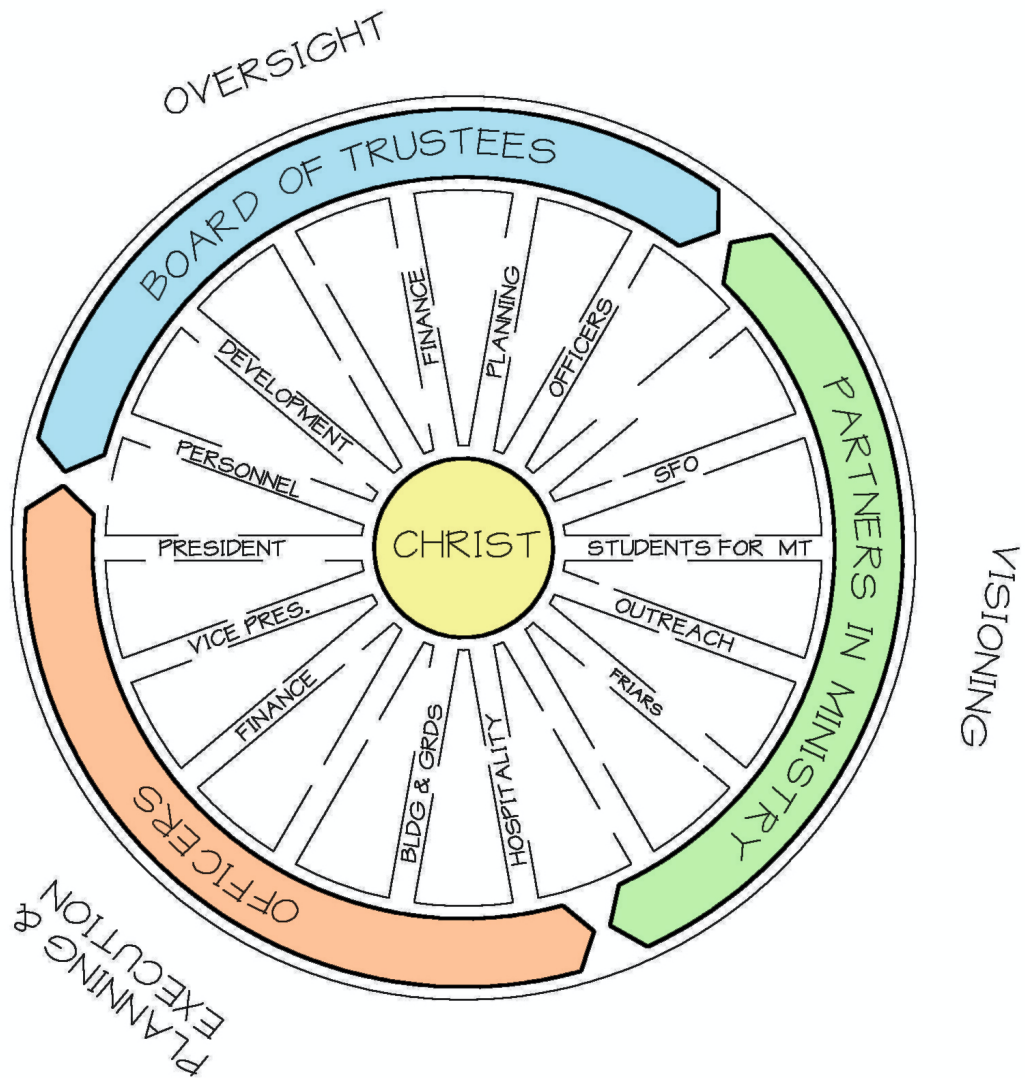 OVERSIGHT
BOARD OF TRUSTEES
FINANCE
PLANNING
OFFICERS
DEVELOPMENT
PERSONNEL
SFO
PRESIDENT
CHRIST
STUDENTS FOR MT
PARTNERS IN MINISTRY
VISIONING
VICE PRES.
OUTREACH
FINANCE
FRIARS
BLDG & GRDS
HOSPITALITY
OFFICERS
PLANNING &
EXECUTION